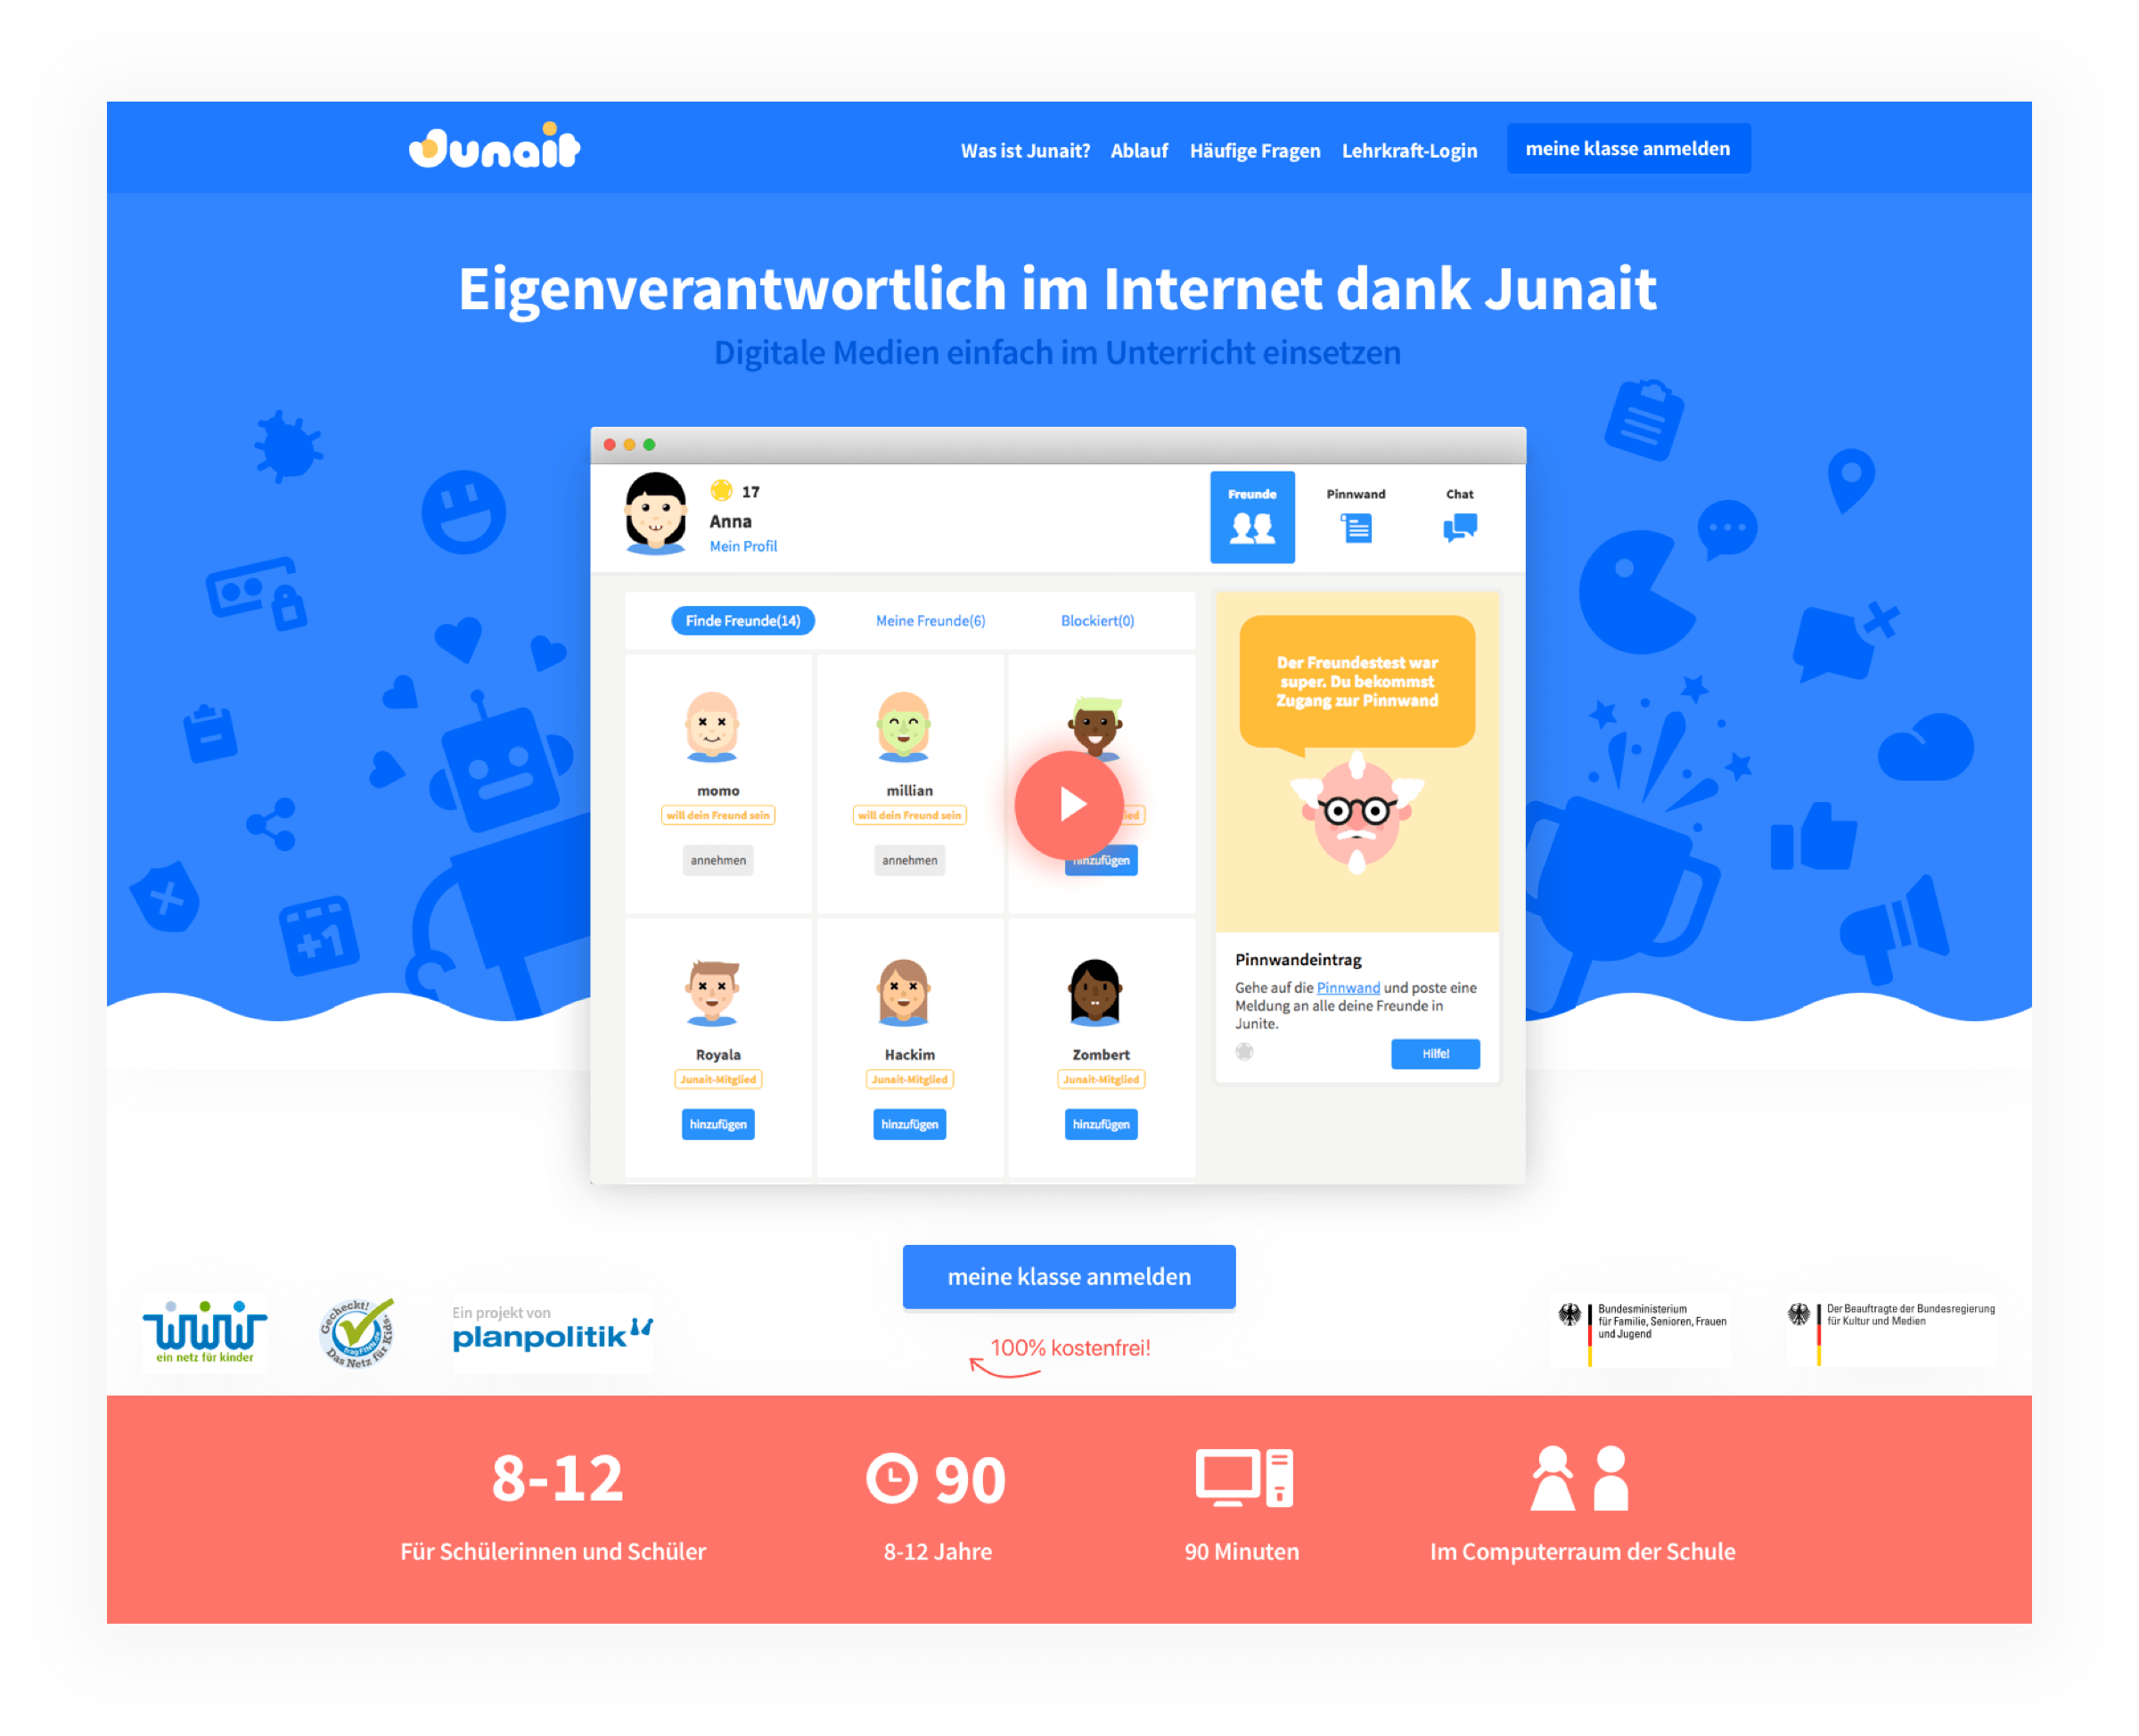 Junait
Was ist Junait? Ablauf Häufige Fragen Lehrkraft-Login meine klasse anmelden
Eigenverantwortlich im Internet dank Junait
Digitale Medien einfach im Unterricht einsetzen
17
Anna
Mein Profil
Freunde Pinnwand Chat
Finde Freunde(14) Meine Freunde(6) Blockiert(0)
momo
will dein Freund sein
annehmen
millian
will dein Freund sein
annehmen
hinzufügen
Der Freundestest war
super. Du bekommst
Zugang zur Pinnwand
+1
Royala
Junait-Mitglied
hinzufügen
Hackim
Junait-Mitglied
hinzufügen
Zombert
Junait-Mitglied
hinzufügen
Pinnwandeintrag
Gehe auf die Pinnwand und poste eine
Meldung an alle deine Freunde in
Junite.
Hilfe!
meine klasse anmelden
100% kostenfrei!
www
ein netz für kinder
Gecheckt!
fragFINN.de
Das Netz für Kids.
Ein projekt von
planpolitik
Bundesministerium
für Familie, Senioren, Frauen
und Jugend
Der Beauftragte der Bundesregierung
für Kultur und Medien
8-12
Für Schülerinnen und Schüler
90
8-12 Jahre
90 Minuten
Im Computerraum der Schule